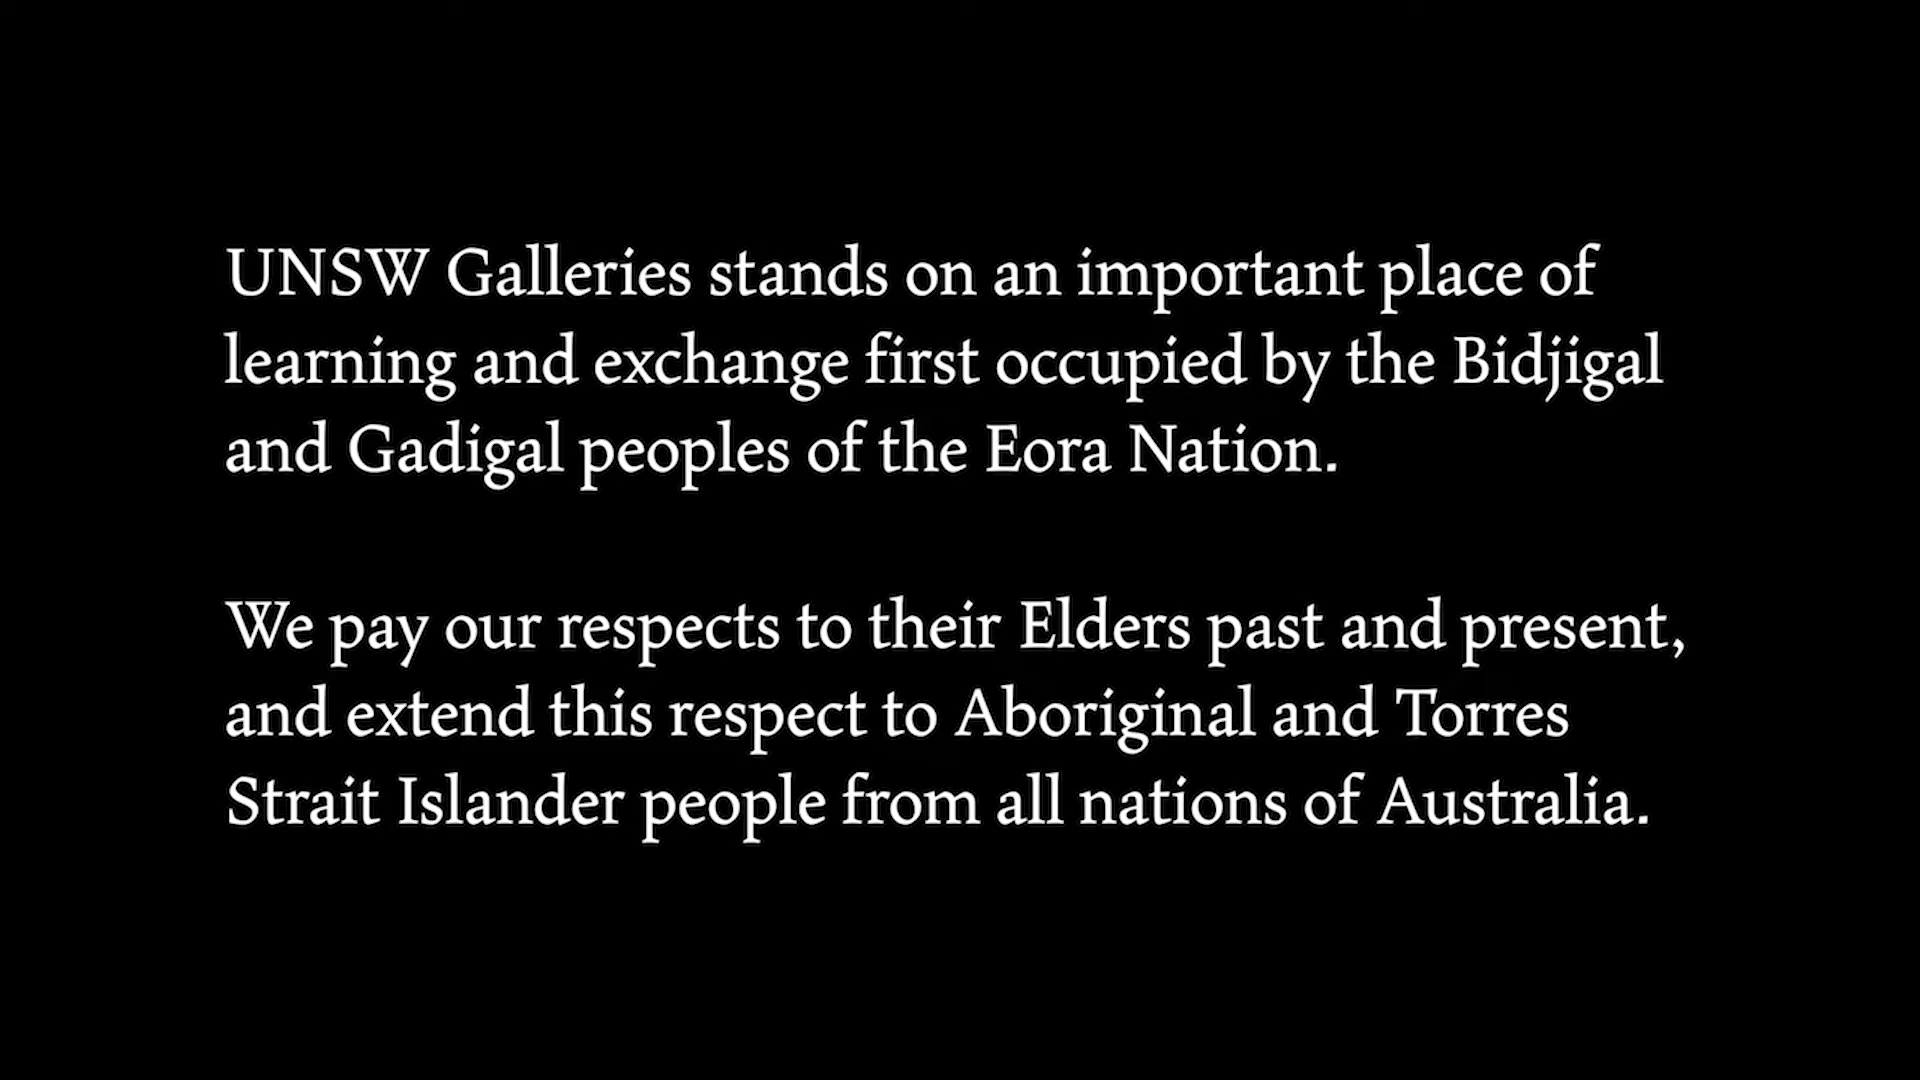 UNSW Galleries stands on an important place of
learning and exchange first occupied by the Bidjigal
and Gadigal peoples of the Eora Nation.
We pay our respects to their Elders past and present,
and extend this respect to Aboriginal and Torres
Strait Islander people from all nations of Australia.